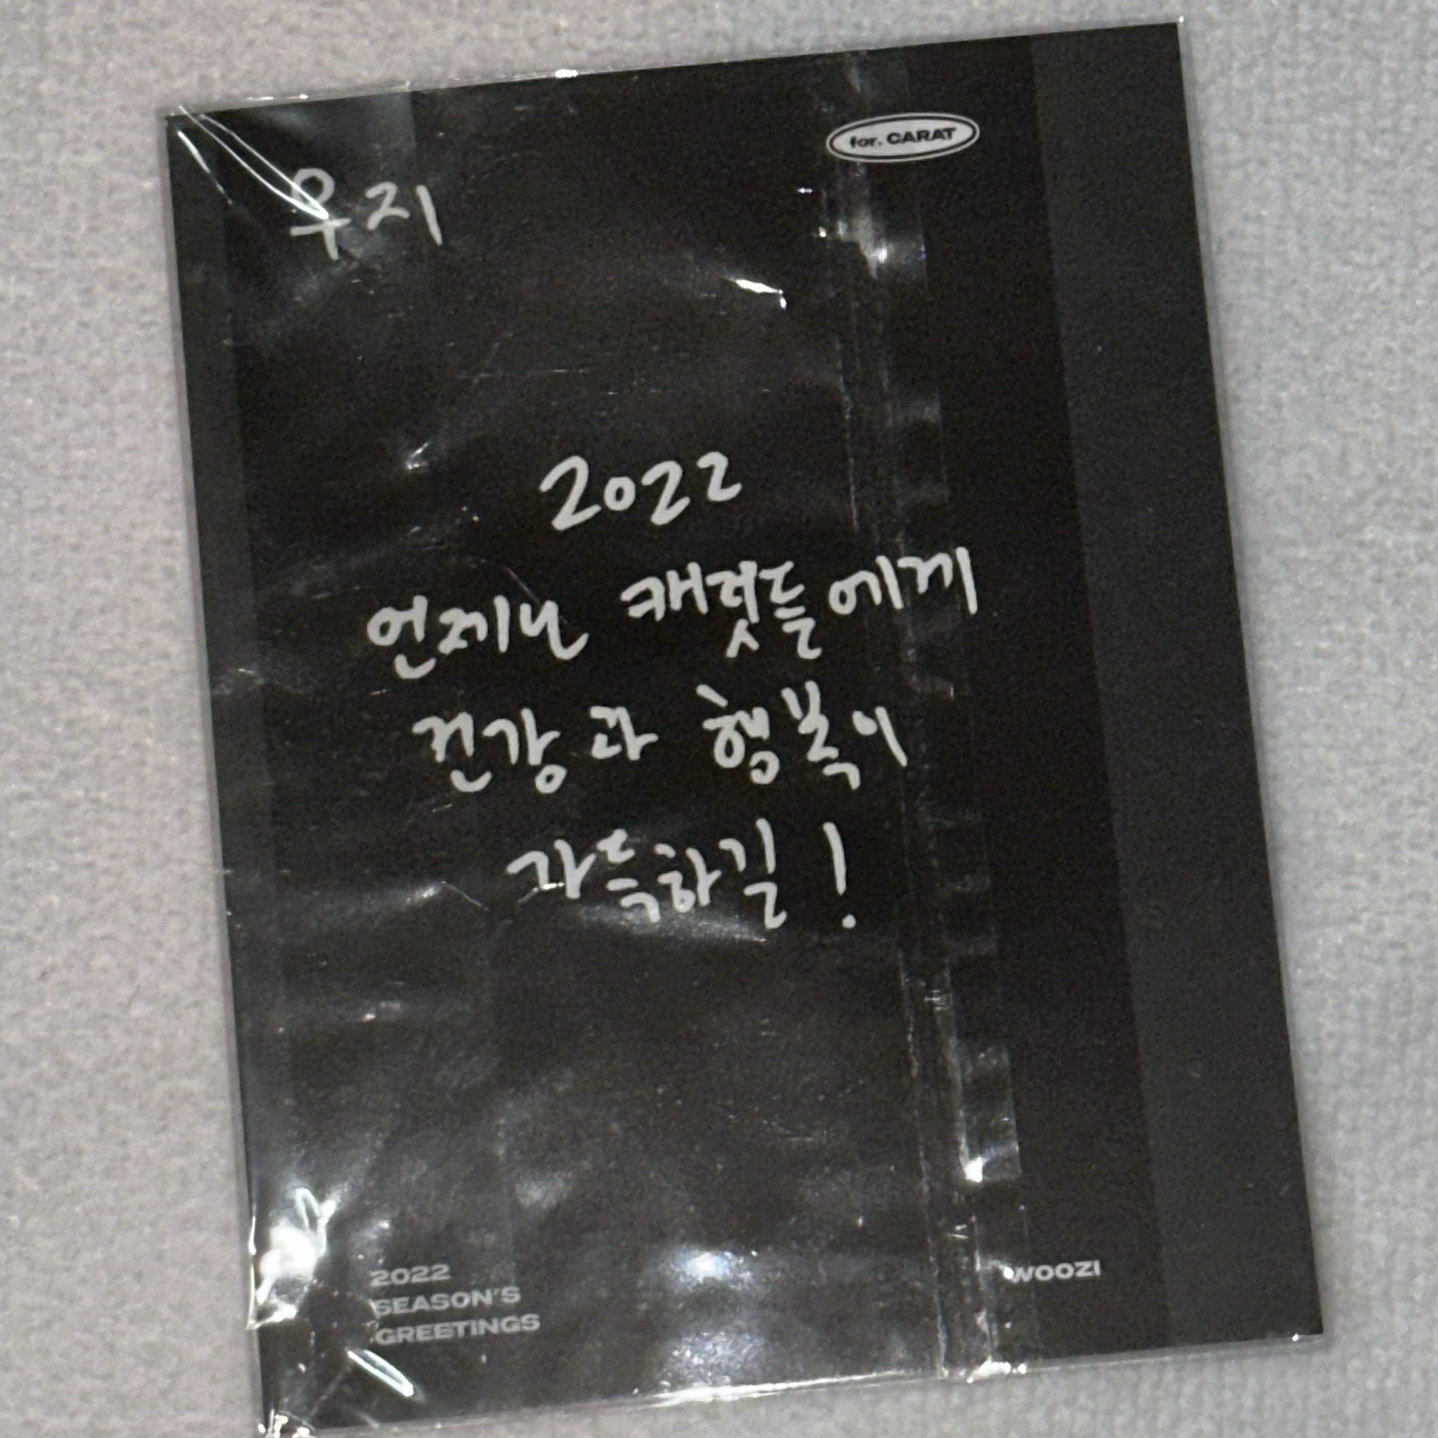 for. CARAT
우지
2022
언제나 캐럿들에게
건강과 행복이
가득하길!
2022
SEASON'S
GREETINGS
WOOZI